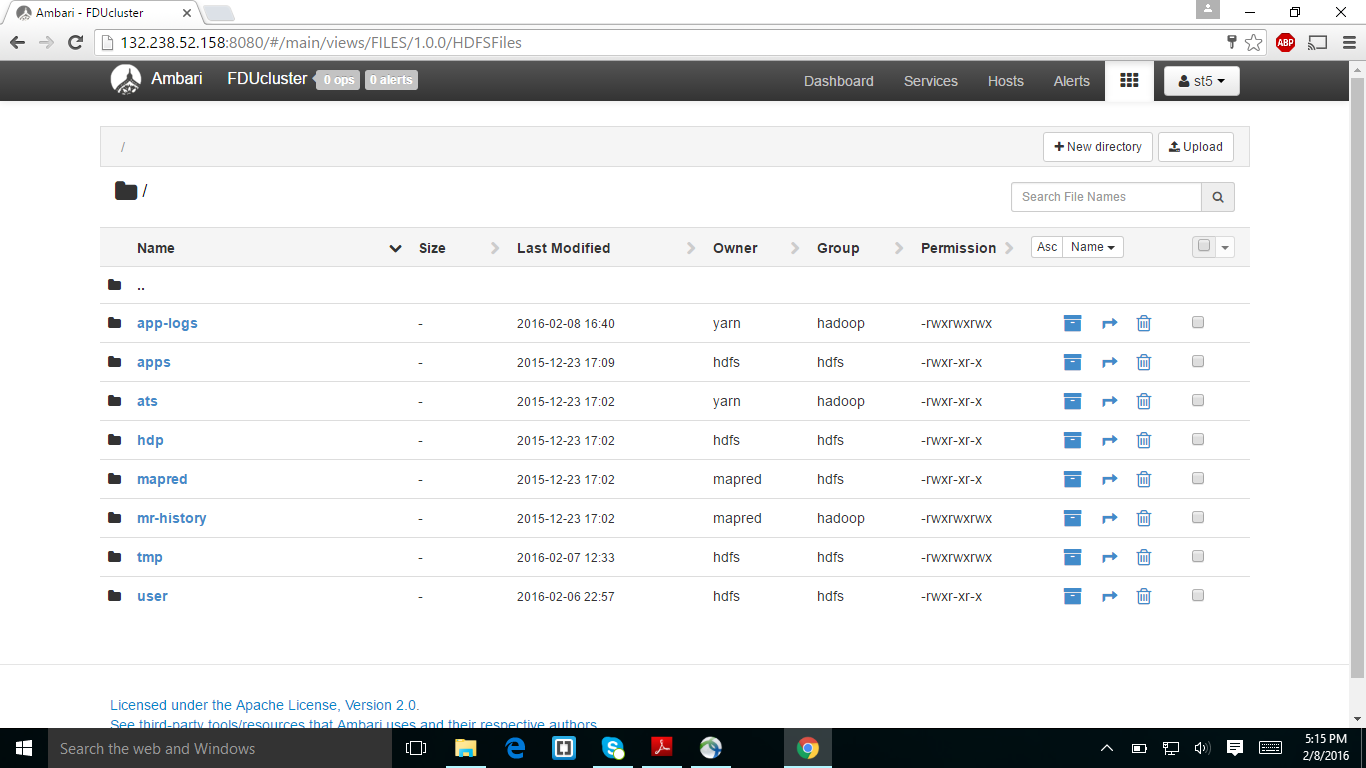 Ambari - FDUcluster
132.238.52.158:8080/#/main/views/FILES/1.0.0/HDFSFiles
ABP
Ambari FDUcluster 0 ops 0 alerts Dashboard Services Hosts Alerts st5
/ New directory Upload
/ Search File Names
Name Size Last Modified Owner Group Permission Asc Name
..
app-logs - 2016-02-08 16:40 yarn hadoop -rwxrwxrwx
apps - 2015-12-23 17:09 hdfs hdfs -rwxr-xr-x
ats - 2015-12-23 17:02 yarn hadoop -rwxr-xr-x
hdp - 2015-12-23 17:02 hdfs hdfs -rwxr-xr-x
mapred - 2015-12-23 17:02 mapred hdfs -rwxr-xr-x
mr-history - 2015-12-23 17:02 mapred hadoop -rwxrwxrwx
tmp - 2016-02-07 12:33 hdfs hdfs -rwxrwxrwx
user - 2016-02-06 22:57 hdfs hdfs -rwxr-xr-x
Licensed under the Apache License, Version 2.0.
See third-party tools/resources that Ambari uses and their respective authors
Search the web and Windows
5:15 PM
2/8/2016